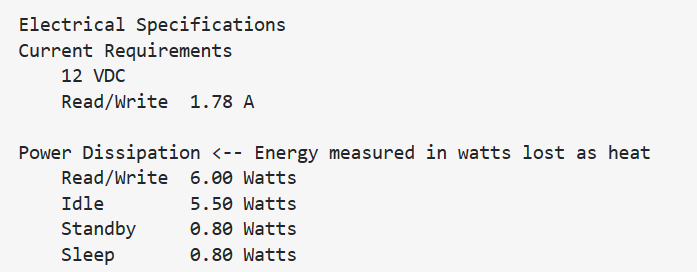 Electrical Specifications
Current Requirements
    12 VDC
    Read/Write  1.78 A

Power Dissipation <-- Energy measured in watts lost as heat
    Read/Write  6.00 Watts
    Idle        5.50 Watts
    Standby     0.80 Watts
    Sleep       0.80 Watts